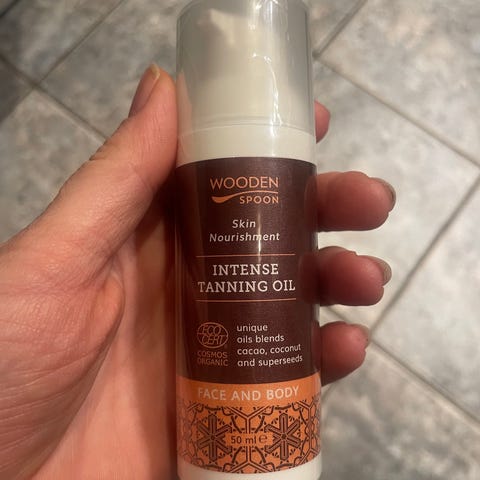 WOODEN
SPOON
Skin
Nourishment
INTENSE
TANNING OIL
ECO
CERT
COSMOS
ORGANIC
unique
oils blends
cacao, coconut
and superseeds
FACE AND BODY
50 ml e